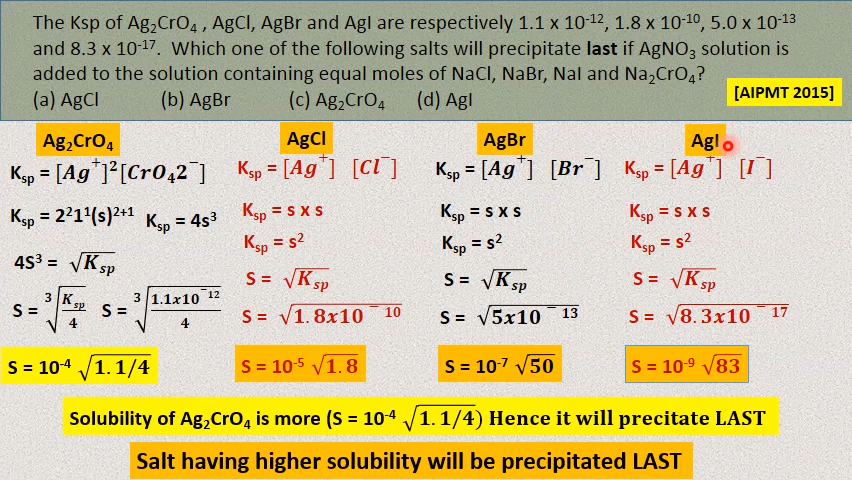 The Ksp of Ag₂CrO₄ , AgCl, AgBr and AgI are respectively 1.1 x 10⁻¹², 1.8 x 10⁻¹⁰, 5.0 x 10⁻¹³
and 8.3 x 10⁻¹⁷. Which one of the following salts will precipitate last if AgNO₃ solution is
added to the solution containing equal moles of NaCl, NaBr, NaI and Na₂CrO₄?
(a) AgCl (b) AgBr (c) Ag₂CrO₄ (d) AgI
[AIPMT 2015]
Ag₂CrO₄
Kₛₚ = [Ag⁺]²[CrO₄2⁻]
Kₛₚ = 2²1¹(s)²⁺¹ Kₛₚ = 4s³
4S³ = √Kₛₚ
S = ∛(Kₛₚ/4) S = ∛(1.1x10⁻¹²/4)
S = 10⁻⁴ √1.1/4
AgCl
Kₛₚ = [Ag⁺] [Cl⁻]
Kₛₚ = s x s
Kₛₚ = s²
S = √Kₛₚ
S = √1.8x10⁻¹⁰
S = 10⁻⁵ √1.8
AgBr
Kₛₚ = [Ag⁺] [Br⁻]
Kₛₚ = s x s
Kₛₚ = s²
S = √Kₛₚ
S = √5x10⁻¹³
S = 10⁻⁷ √50
AgI
Kₛₚ = [Ag⁺] [I⁻]
Kₛₚ = s x s
Kₛₚ = s²
S = √Kₛₚ
S = √8.3x10⁻¹⁷
S = 10⁻⁹ √83
Solubility of Ag₂CrO₄ is more (S = 10⁻⁴ √1.1/4) Hence it will precitate LAST
Salt having higher solubility will be precipitated LAST